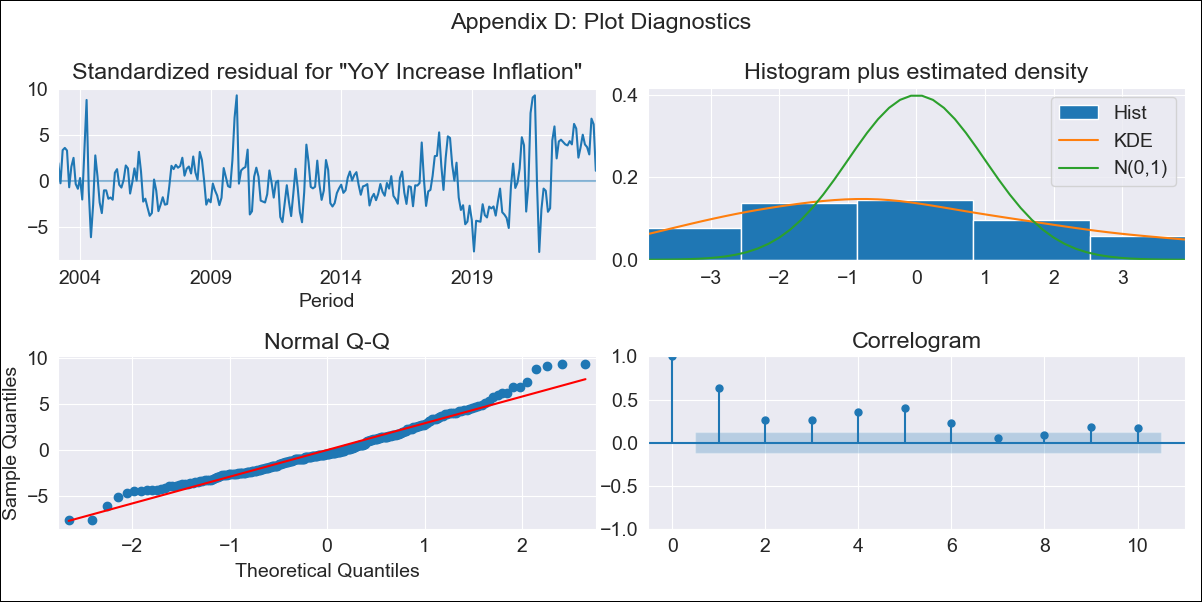 Appendix D: Plot Diagnostics
Standardized residual for "YoY Increase Inflation"
10
5
0
−5
2004 2009 2014 2019
Period
Histogram plus estimated density
0.4
0.2
0.0
Hist
KDE
N(0,1)
−3 −2 −1 0 1 2 3
Normal Q-Q
Sample Quantiles
10
5
0
−5
−2 −1 0 1 2
Theoretical Quantiles
Correlogram
1.0
0.5
0.0
−0.5
−1.0
0 2 4 6 8 10